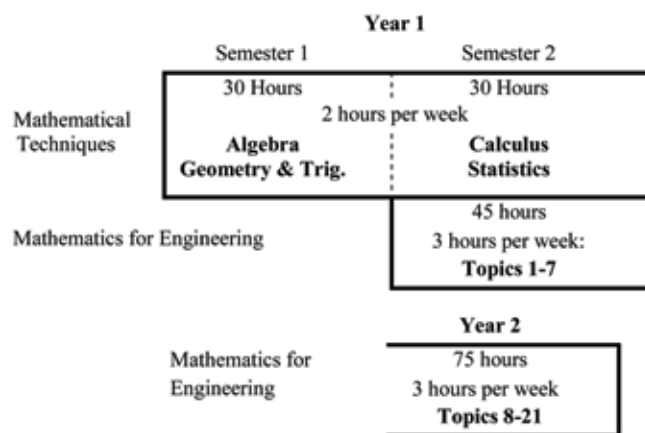 Year 1
Semester 1 Semester 2
30 Hours 30 Hours
2 hours per week
Mathematical
Techniques
Algebra Calculus
Geometry & Trig. Statistics
45 hours
Mathematics for Engineering 3 hours per week:
Topics 1-7
Year 2
Mathematics for 75 hours
Engineering 3 hours per week
Topics 8-21